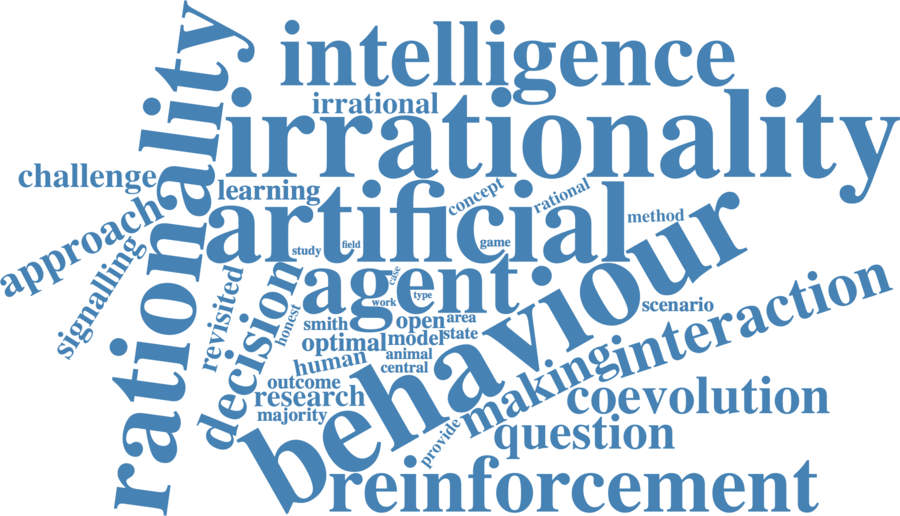 intelligence
irrational
irrationality
rationality
challenge
learning
artificial
concept
rational
method
approach
signalling
study
field
game
behaviour
agent
case
work
type
revisited
decision
honest
smith
open
area
scenario
interaction
optimal
model
state
human
animal
central
outcome
research
majority
making
coevolution
provide
question
reinforcement